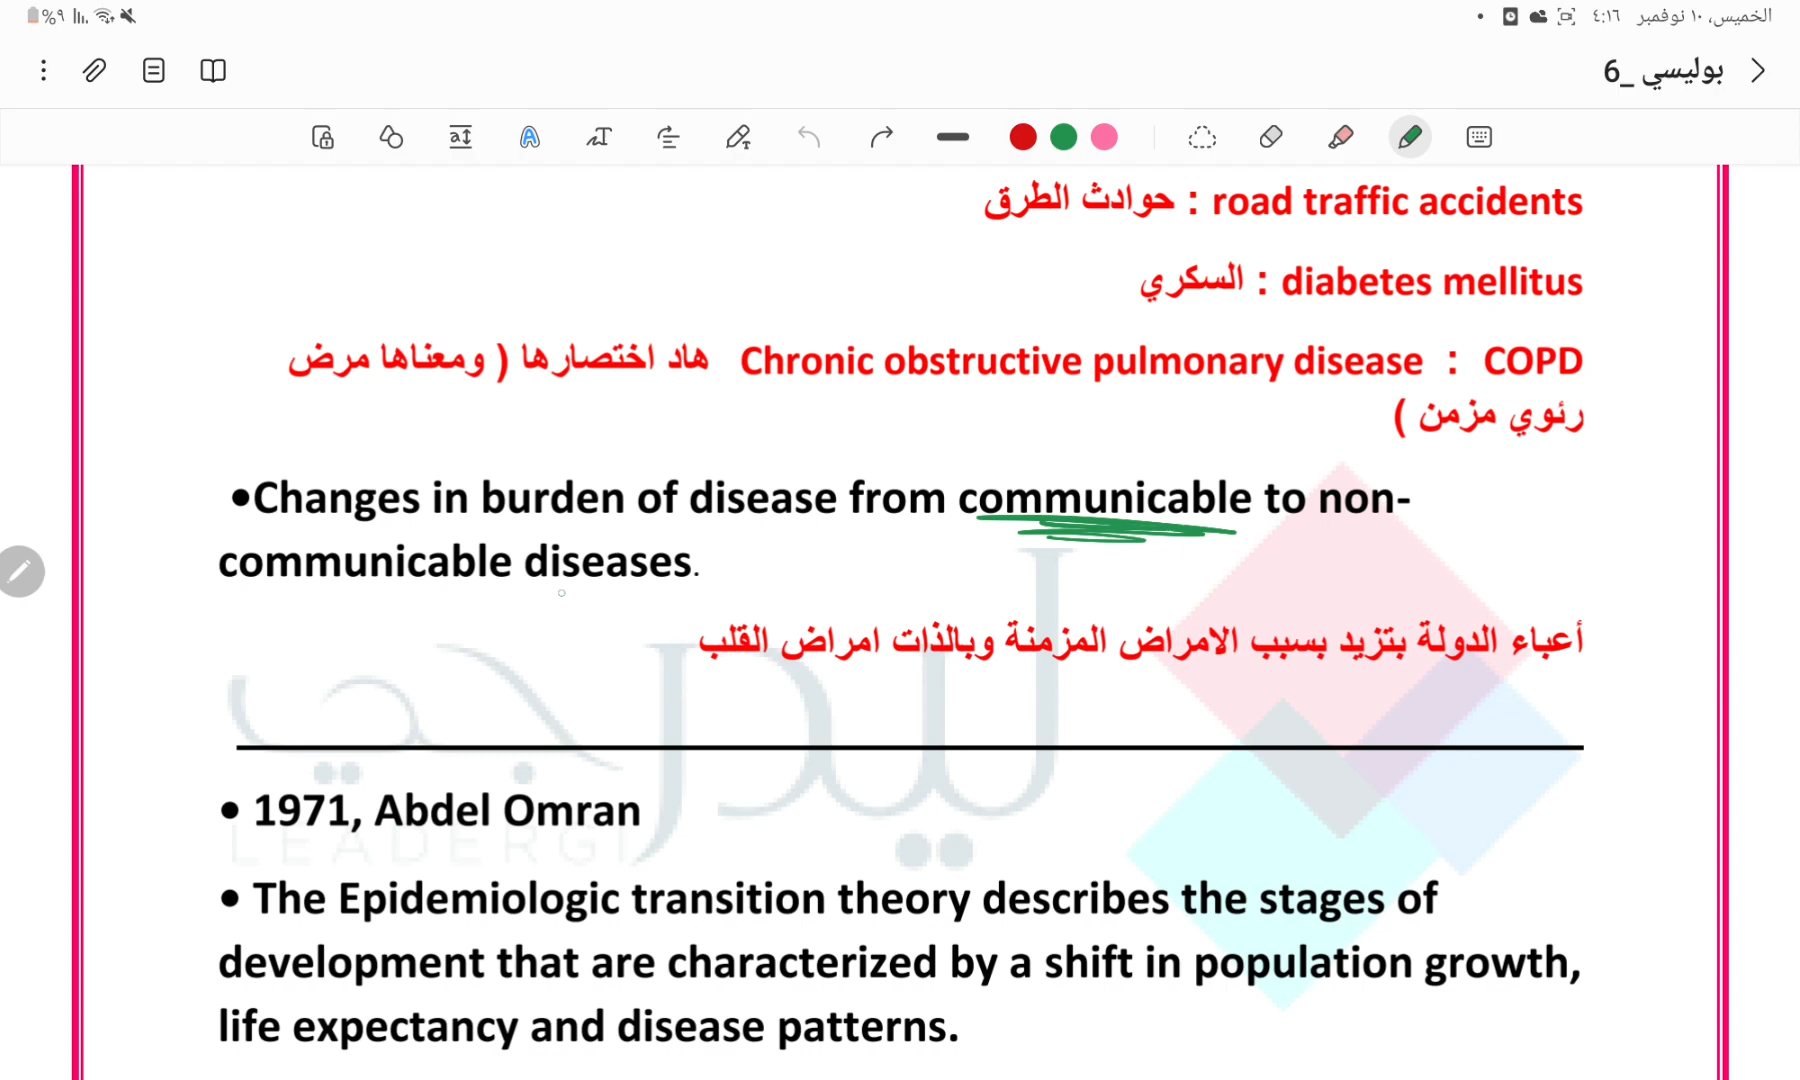 الخميس، ١٠ نوفمبر ٤:١٦
%٩
بوليسي _6
road traffic accidents : حوادث الطرق
diabetes mellitus : السكري
COPD : Chronic obstructive pulmonary disease هاد اختصارها ( ومعناها مرض
رئوي مزمن )
•Changes in burden of disease from communicable to non-
communicable diseases.
أعباء الدولة بتزيد بسبب الامراض المزمنة وبالذات امراض القلب
ليدرجي
LEADERGI
• 1971, Abdel Omran
• The Epidemiologic transition theory describes the stages of
development that are characterized by a shift in population growth,
life expectancy and disease patterns.